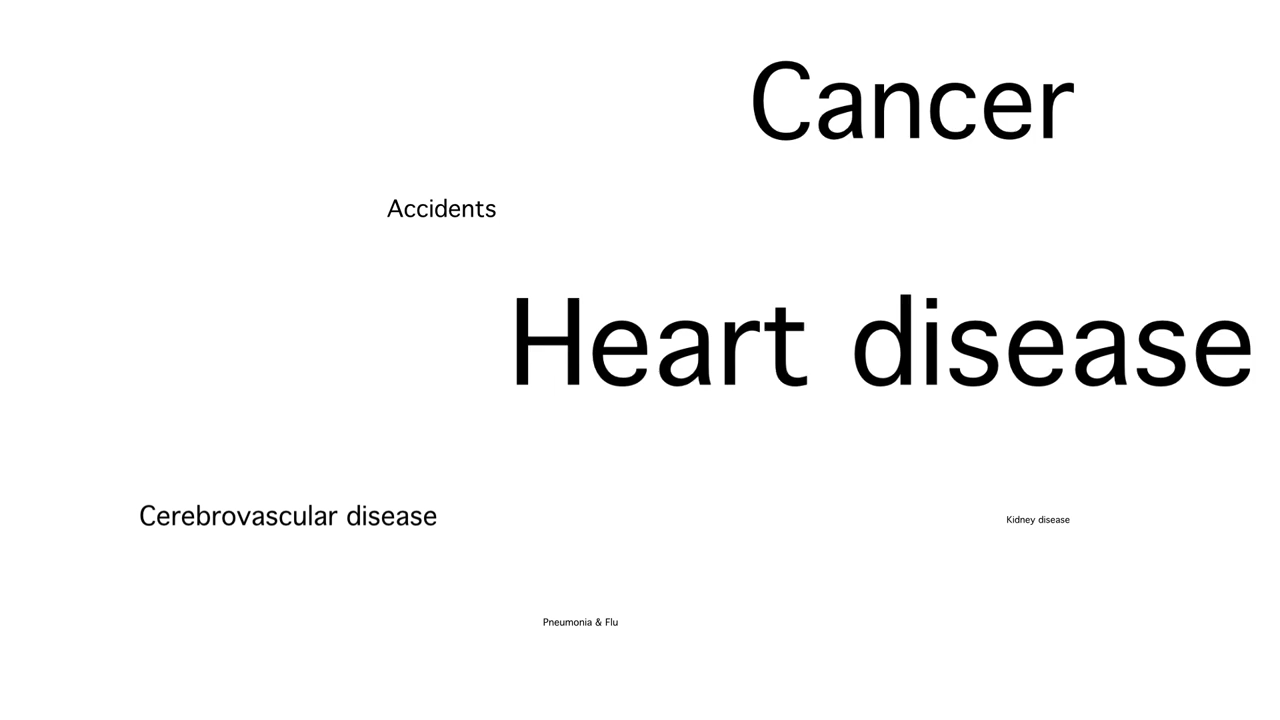 Cancer
Accidents
Heart disease
Cerebrovascular disease
Kidney disease
Pneumonia & Flu